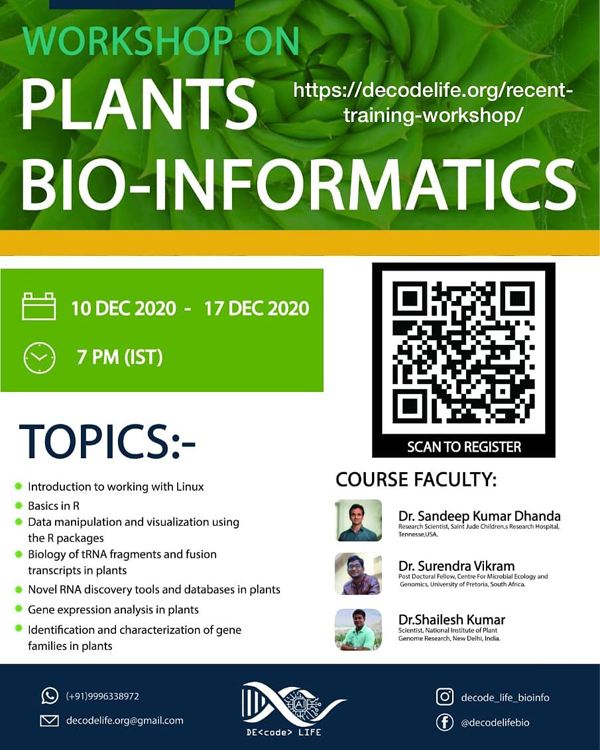 WORKSHOP ON
PLANTS
https://decodelife.org/recent-
training-workshop/
BIO-INFORMATICS
10 DEC 2020 - 17 DEC 2020
7 PM (IST)
SCAN TO REGISTER
TOPICS:-
Introduction to working with Linux
Basics in R
Data manipulation and visualization using
the R packages
Biology of tRNA fragments and fusion
transcripts in plants
Novel RNA discovery tools and databases in plants
Gene expression analysis in plants
Identification and characterization of gene
families in plants
COURSE FACULTY:
Dr. Sandeep Kumar Dhanda
Research Scientist, Saint Jude Children,s Research Hospital,
Tennesse,USA.
Dr. Surendra Vikram
Post Doctoral Fellow, Centre For Microbial Ecology and
Genomics, University of Pretoria, South Africa.
Dr.Shailesh Kumar
Scientist, National Institute of Plant
Genome Research, New Delhi, India.
(+91)9996338972
decodelife.org@gmail.com
DE<code> LIFE
decode_life_bioinfo
@decodelifebio